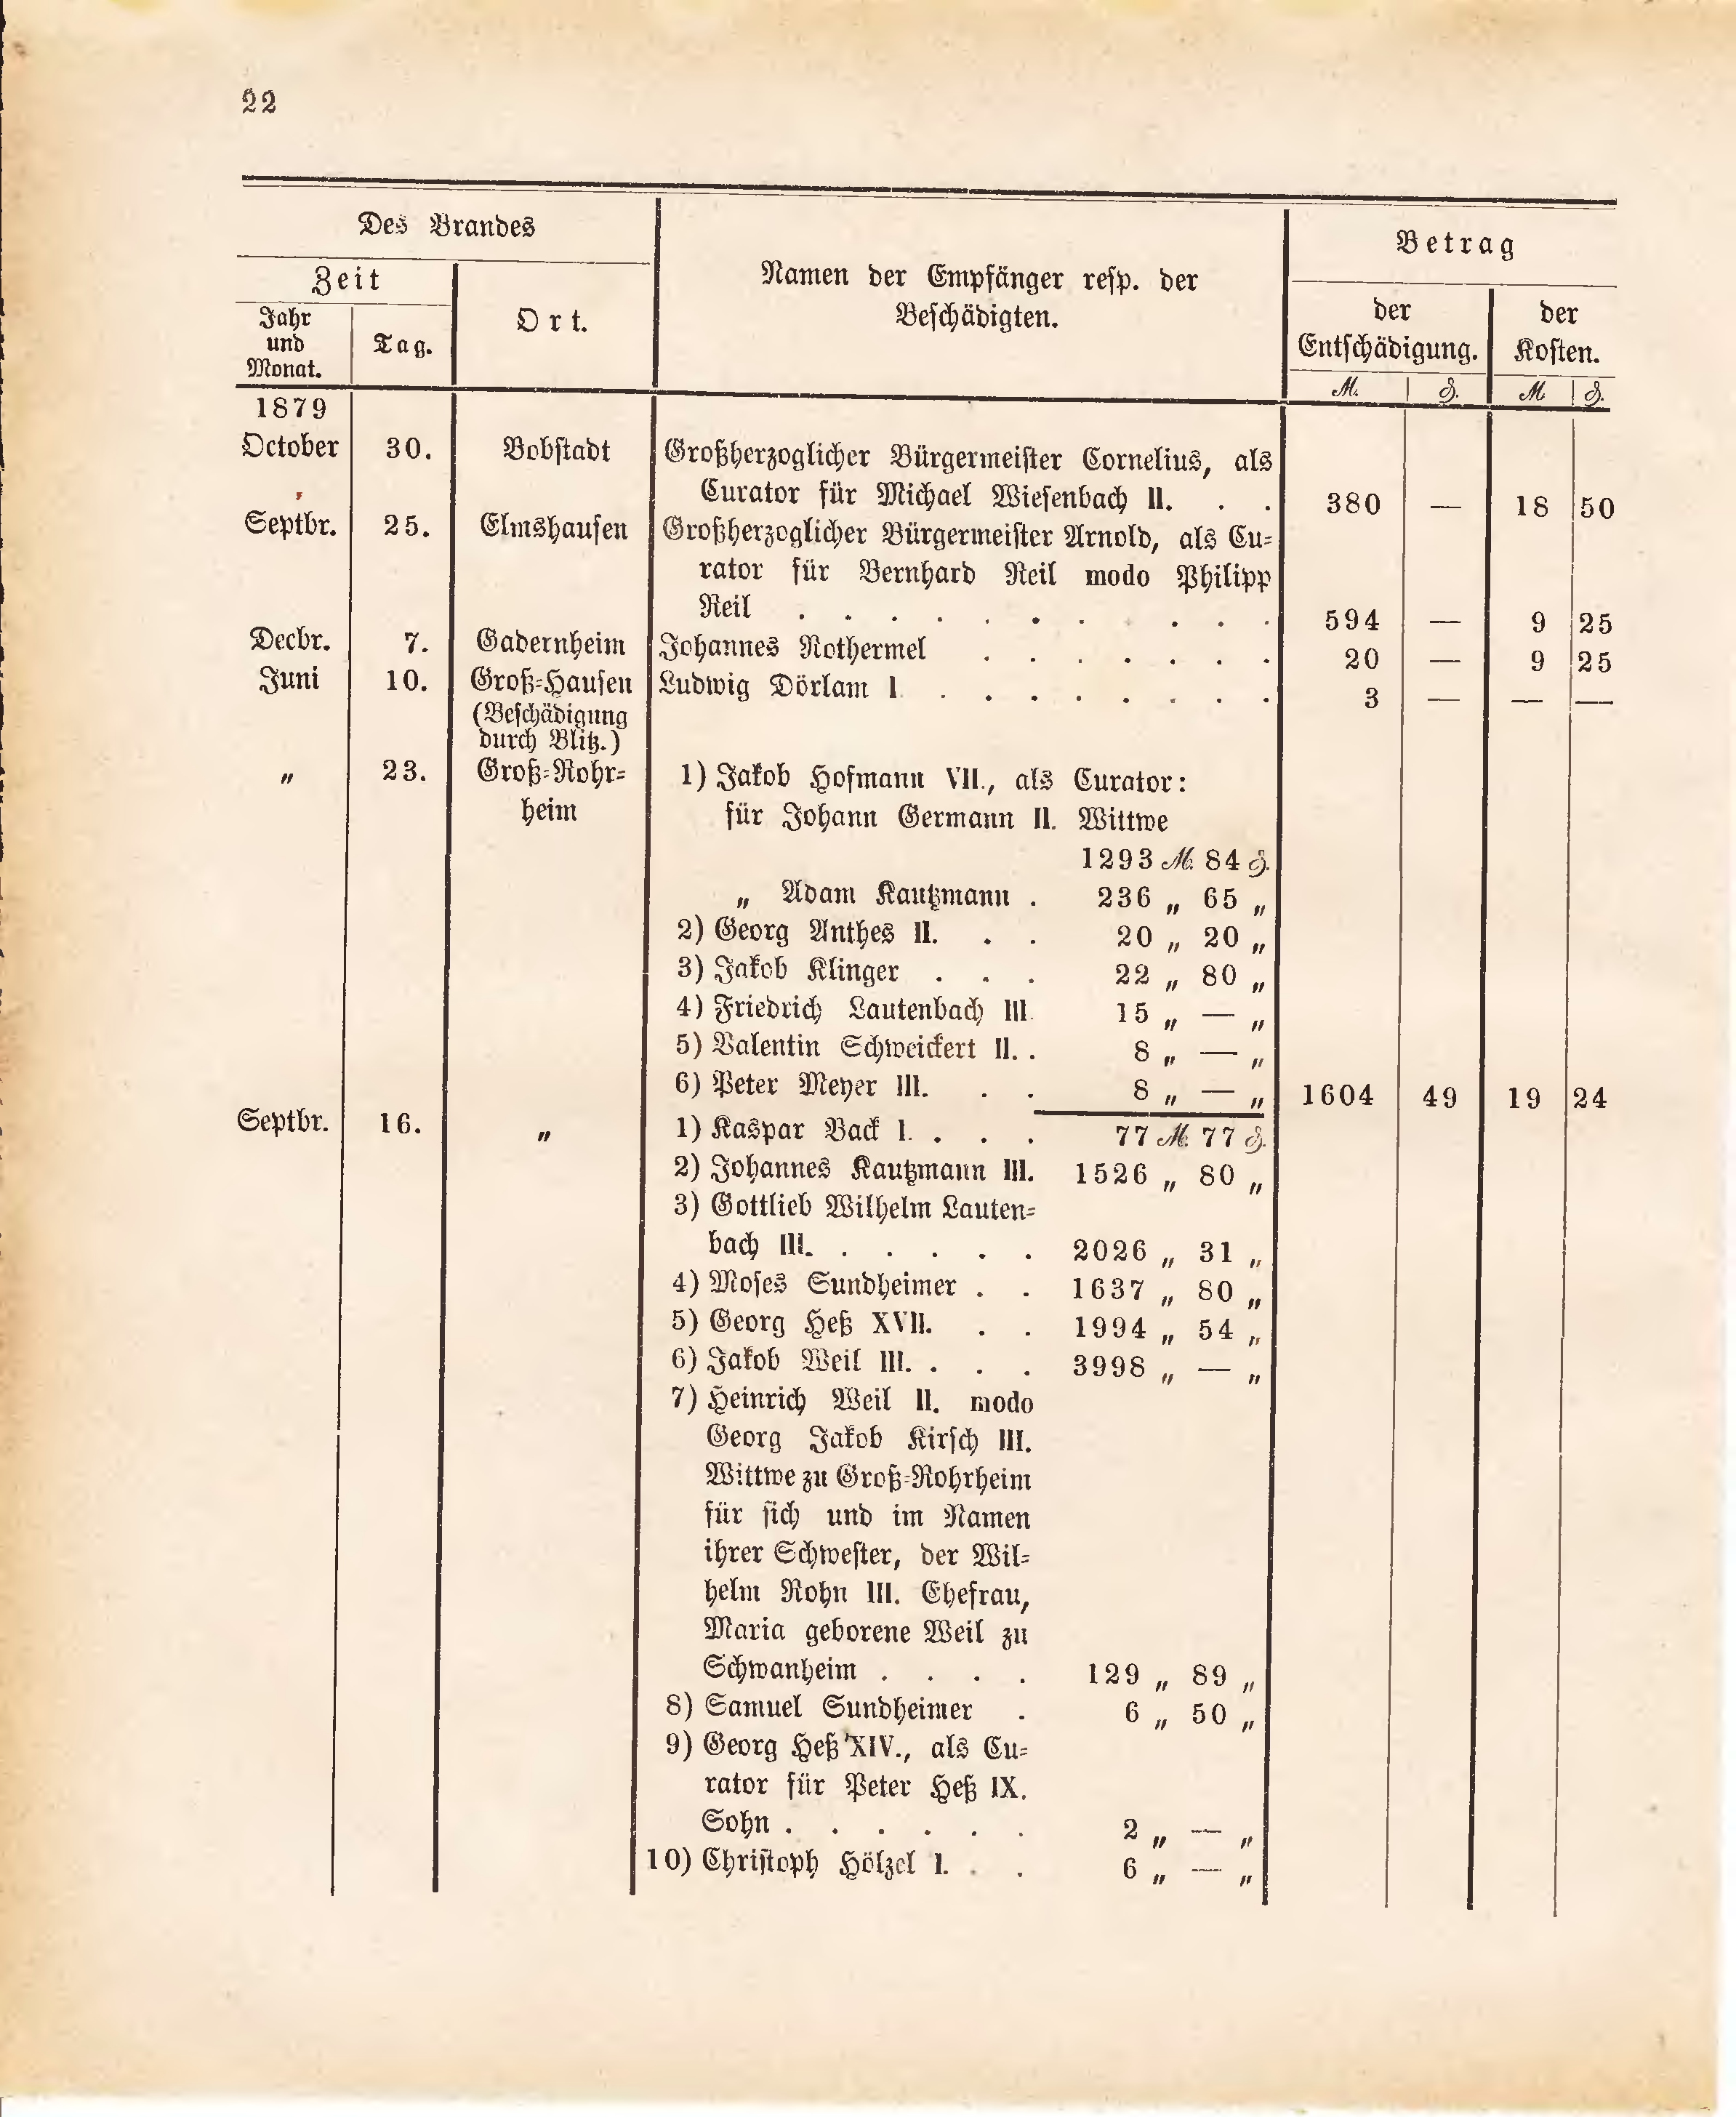 22
Des Brandes
Betrag
Zeit
Namen der Empfänger resp. der
Beschädigten.
Jahr
und
Monat.
Tag.
Ort.
der
Entschädigung.
der
Kosten.
ℳ. ₰. ℳ ₰.
1879
October 30. Bobstadt Großherzoglicher Bürgermeister Cornelius, als
Curator für Michael Wiesenbach II. . . 380 — 18 50
Septbr. 25. Elmshausen Großherzoglicher Bürgermeister Arnold, als Cu-
rator für Bernhard Reil modo Philipp
Reil . . . . . . . . . . . 594 — 9 25
Decbr. 7. Gadernheim Johannes Rothermel . . . . . . . 20 — 9 25
Juni 10. Groß-Hausen Ludwig Dörlam I . . . . . . . . 3 — — —
(Beschädigung
durch Blitz.)
„ 23. Groß-Rohr- 1) Jakob Hofmann VII., als Curator:
heim für Johann Germann II. Wittwe
1293 ℳ. 84 ₰.
„ Adam Kautzmann . 236 „ 65 „
2) Georg Anthes II. . . 20 „ 20 „
3) Jakob Klinger . . . 22 „ 80 „
4) Friedrich Lautenbach III. 15 „ — „
5) Valentin Schweickert II. . 8 „ — „
6) Peter Meyer III. . . 8 „ — „ 1604 49 19 24
Septbr. 16. „ 1) Kaspar Back I. . . . 77 ℳ. 77 ₰.
2) Johannes Kautzmann III. 1526 „ 80 „
3) Gottlieb Wilhelm Lauten-
bach III. . . . . . 2026 „ 31 „
4) Moses Sundheimer . . 1637 „ 80 „
5) Georg Heß XVII. . . 1994 „ 54 „
6) Jakob Weil III. . . . 3998 „ — „
7) Heinrich Weil II. modo
Georg Jakob Kirsch III.
Wittwe zu Groß-Rohrheim
für sich und im Namen
ihrer Schwester, der Wil-
helm Rohn III. Ehefrau,
Maria geborene Weil zu
Schwanheim . . . . 129 „ 89 „
8) Samuel Sundheimer . 6 „ 50 „
9) Georg Heß XIV., als Cu-
rator für Peter Heß IX.
Sohn . . . . . . 2 „ — „
10) Christoph Hölzel I. . . 6 „ — „